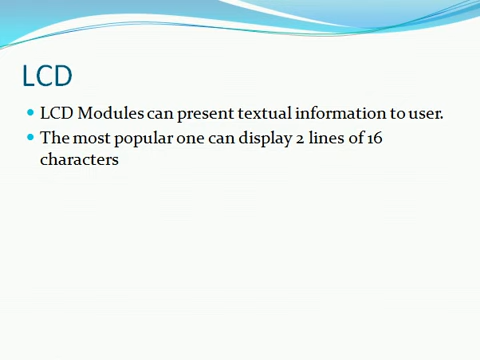 LCD
LCD Modules can present textual information to user.
The most popular one can display 2 lines of 16
characters